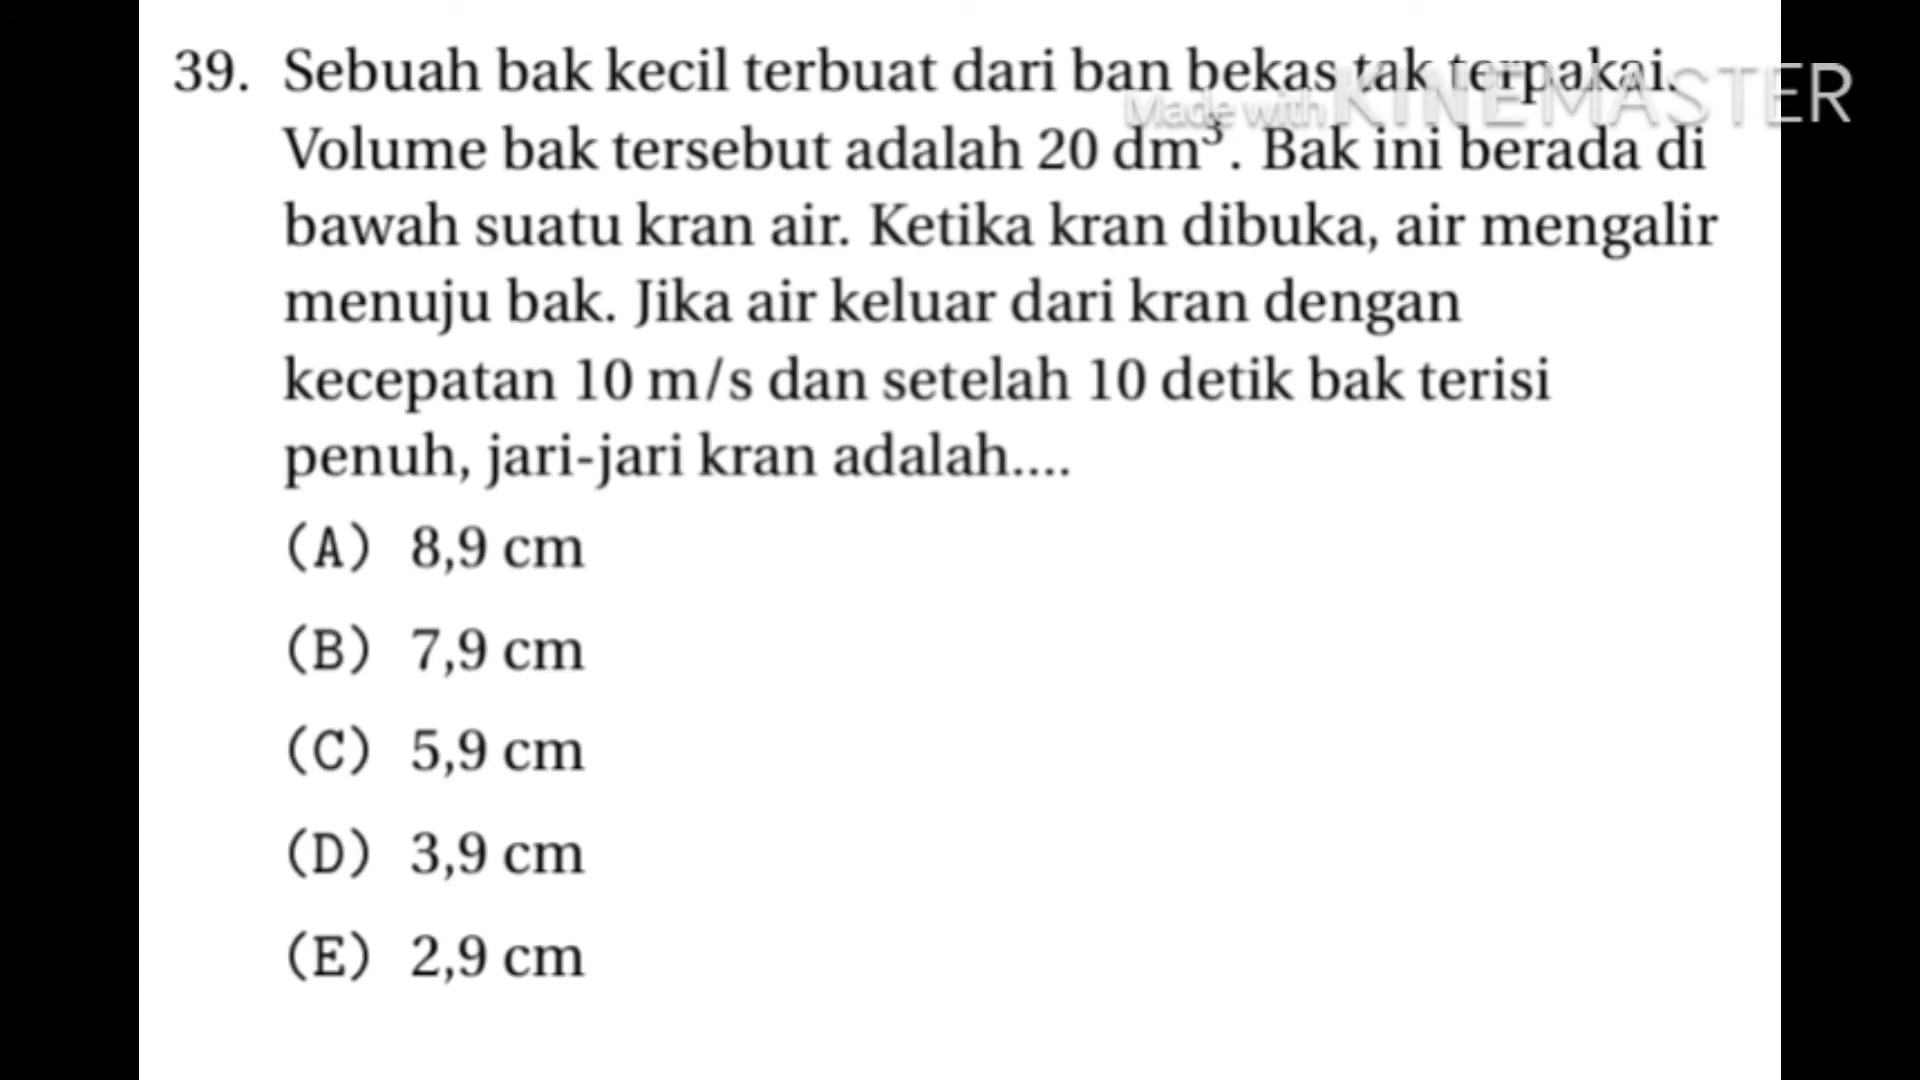 39. Sebuah bak kecil terbuat dari ban bekas tak terpakai.
Made with KINEMASTER
Volume bak tersebut adalah 20 dm³. Bak ini berada di
bawah suatu kran air. Ketika kran dibuka, air mengalir
menuju bak. Jika air keluar dari kran dengan
kecepatan 10 m/s dan setelah 10 detik bak terisi
penuh, jari-jari kran adalah....
(A) 8,9 cm
(B) 7,9 cm
(C) 5,9 cm
(D) 3,9 cm
(E) 2,9 cm